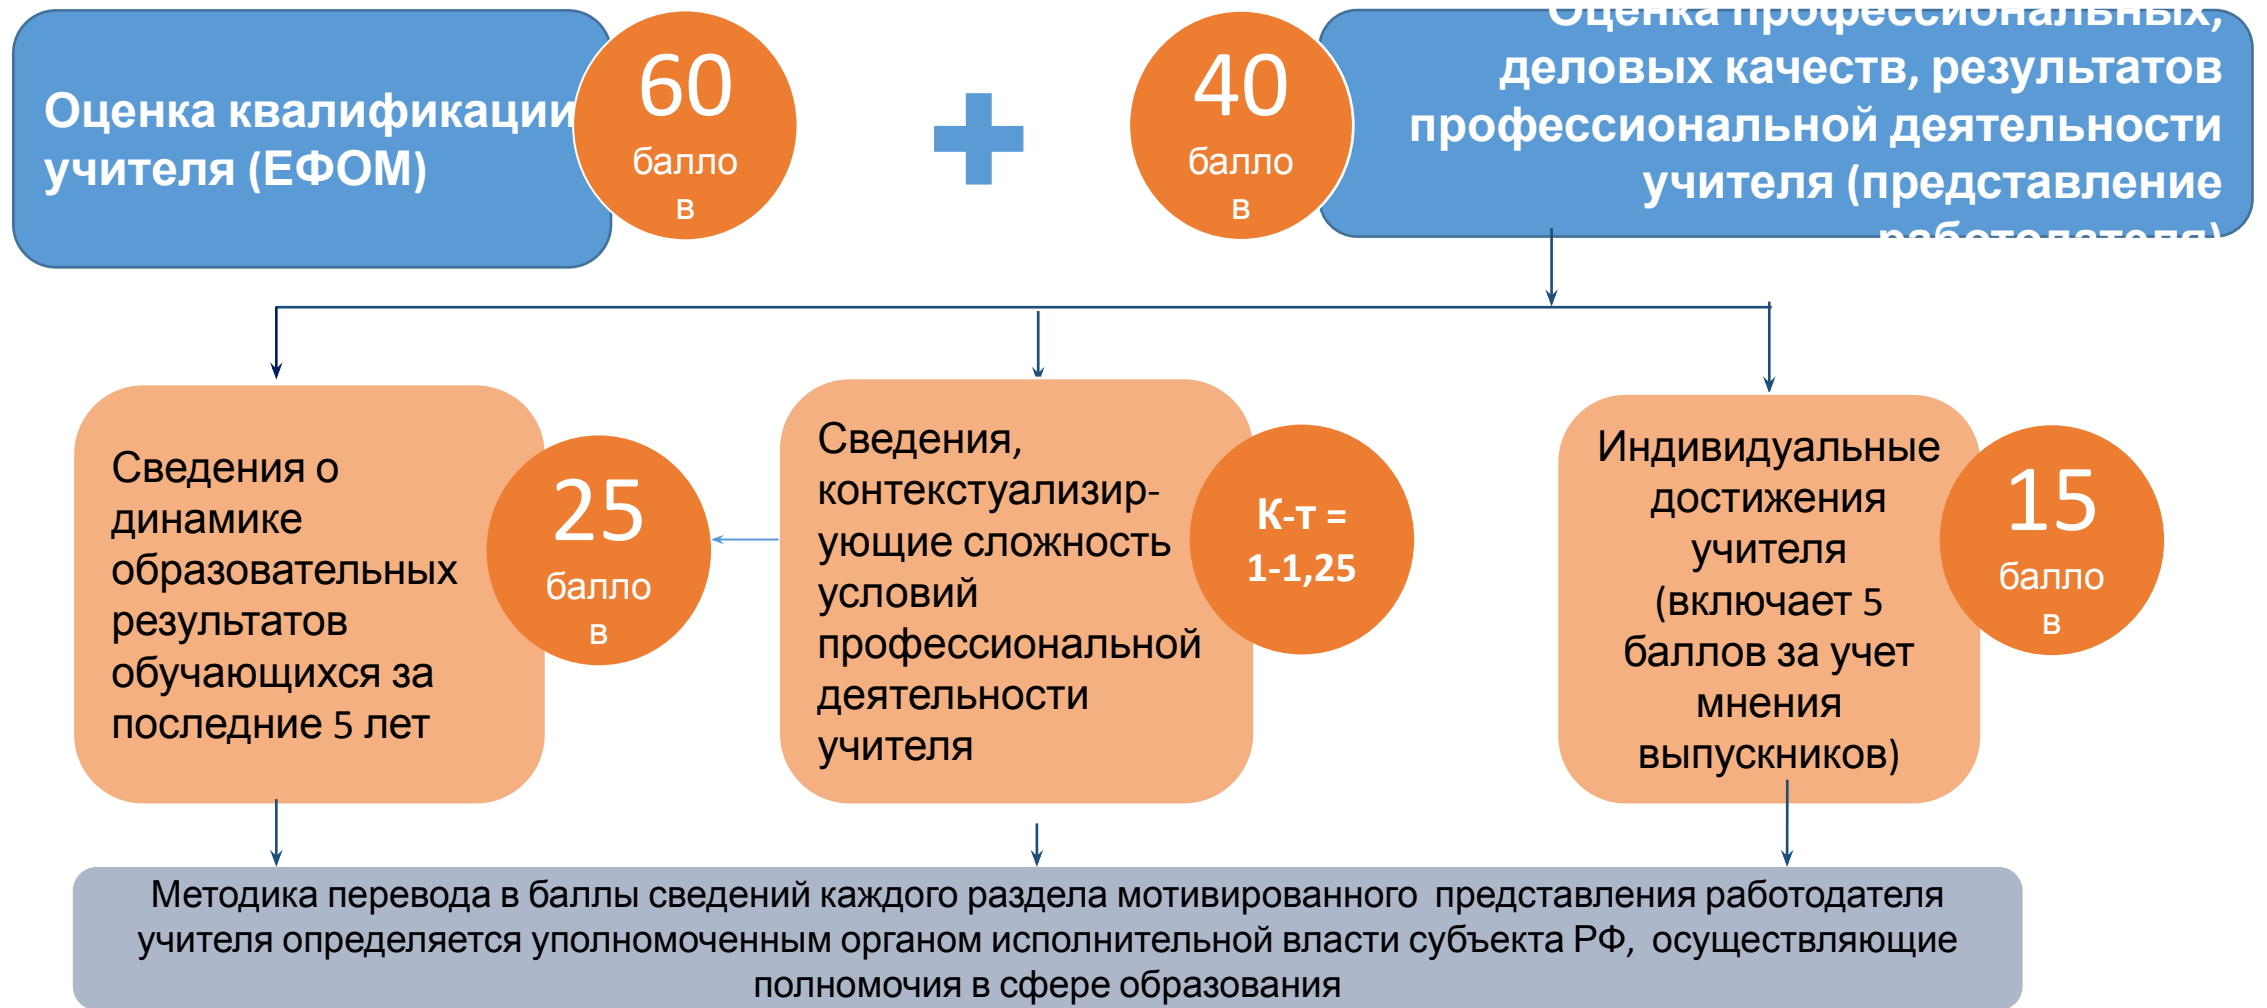 Оценка квалификации
учителя (ЕФОМ)
60
балло
в
40
балло
в
Оценка профессиональных,
деловых качеств, результатов
профессиональной деятельности
учителя (представление
работодателя)
Сведения о
динамике
образовательных
результатов
обучающихся за
последние 5 лет
25
балло
в
Сведения,
контекстуализир-
ующие сложность
условий
профессиональной
деятельности
учителя
К-т =
1-1,25
Индивидуальные
достижения
учителя
(включает 5
баллов за учет
мнения
выпускников)
15
балло
в
Методика перевода в баллы сведений каждого раздела мотивированного представления работодателя
учителя определяется уполномоченным органом исполнительной власти субъекта РФ, осуществляющие
полномочия в сфере образования